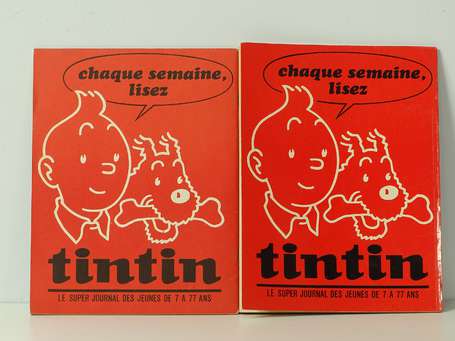 chaque semaine,
lisez
tintin
LE SUPER JOURNAL DES JEUNES DE 7 A 77 ANS
chaque semaine,
lisez
tintin
LE SUPER JOURNAL DES JEUNES DE 7 A 77 ANS